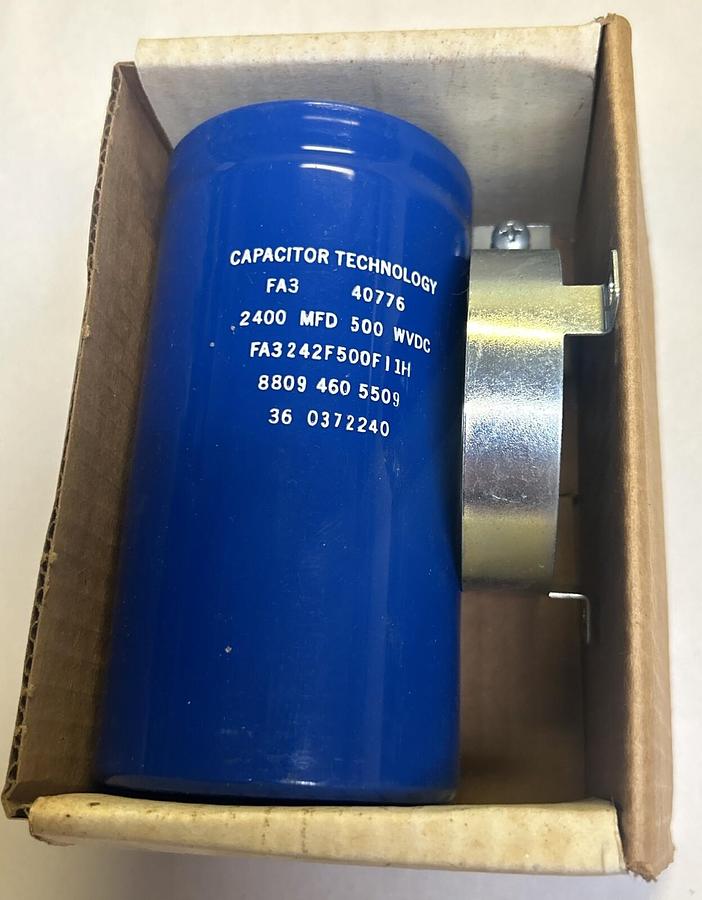 CAPACITOR TECHNOLOGY
FA3 40776
2400 MFD 500 WVDC
FA3242F500F11H
8809 460 5509
36 0372240